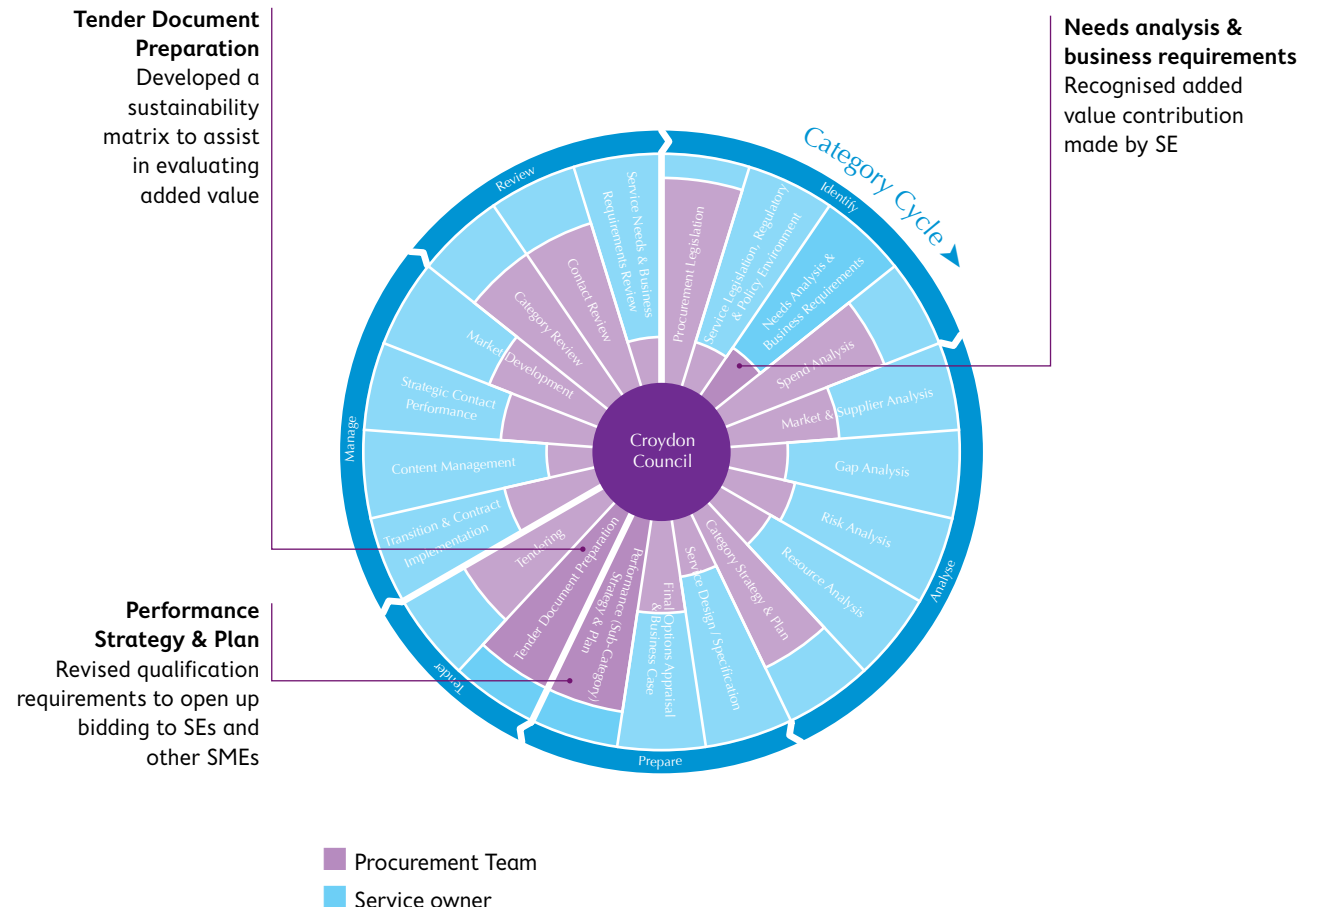 Tender Document
Preparation
Developed a
sustainability
matrix to assist
in evaluating
added value
Needs analysis &
business requirements
Recognised added
value contribution
made by SE
Category Cycle
Identify
Procurement Legislation
Service Legislation, Regulatory
& Policy Environment
Needs Analysis &
Business Requirements
Spend Analysis
Analyse
Market & Supplier Analysis
Gap Analysis
Risk Analysis
Resource Analysis
Prepare
Category Strategy & Plan
Service Design / Specification
Final Options Appraisal
& Business Case
Performance (Sub-Category)
Strategy & Plan
Tender
Tender Document Preparation
Tendering
Manage
Transition & Contract
Implementation
Content Management
Strategic Contact
Performance
Market Development
Review
Category Review
Contact Review
Service Needs & Business
Requirements Review
Croydon
Council
Performance
Strategy & Plan
Revised qualification
requirements to open up
bidding to SEs and
other SMEs
Procurement Team
Service owner